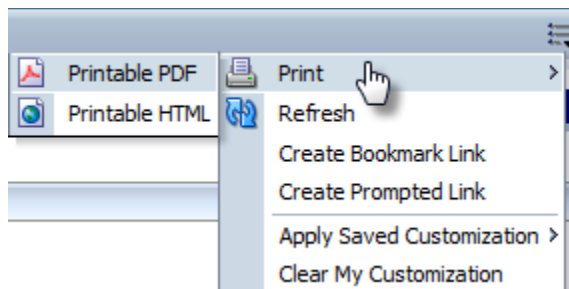 Printable PDF
Printable HTML
Print
Refresh
Create Bookmark Link
Create Prompted Link
Apply Saved Customization
Clear My Customization